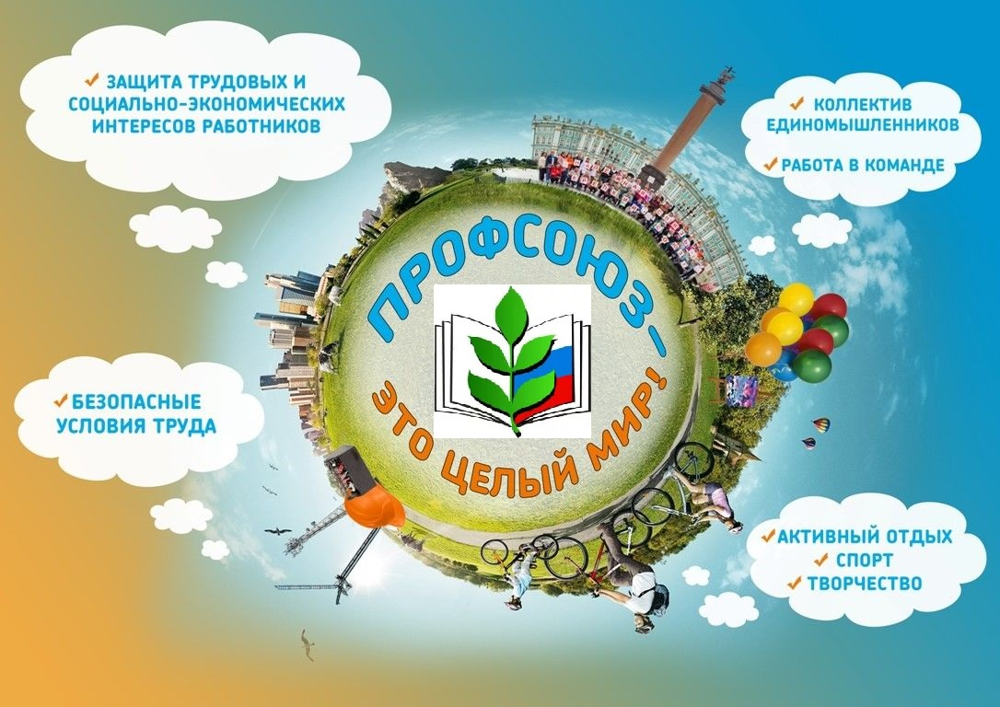 ✓ ЗАЩИТА ТРУДОВЫХ И
СОЦИАЛЬНО-ЭКОНОМИЧЕСКИХ
ИНТЕРЕСОВ РАБОТНИКОВ
✓ КОЛЛЕКТИВ
ЕДИНОМЫШЛЕННИКОВ
✓ РАБОТА В КОМАНДЕ
ПРОФСОЮЗ–
ЭТО ЦЕЛЫЙ МИР!
✓ БЕЗОПАСНЫЕ
УСЛОВИЯ ТРУДА
✓ АКТИВНЫЙ ОТДЫХ
✓ СПОРТ
✓ ТВОРЧЕСТВО